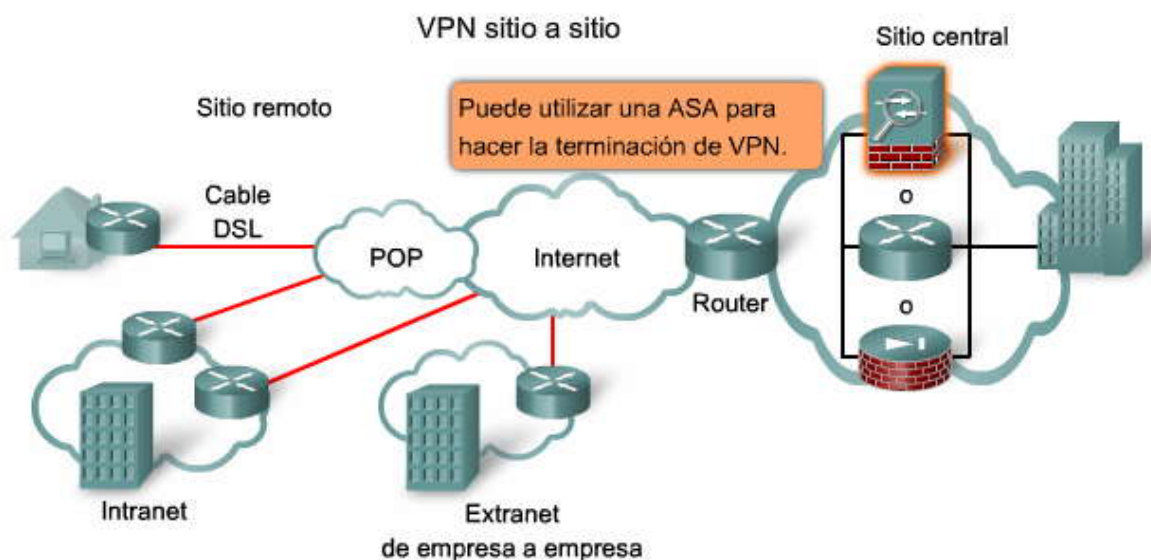 VPN sitio a sitio
Sitio central
Sitio remoto
Puede utilizar una ASA para
hacer la terminación de VPN.
Cable
DSL
POP
Internet
Router
o
o
Intranet
Extranet
de empresa a empresa